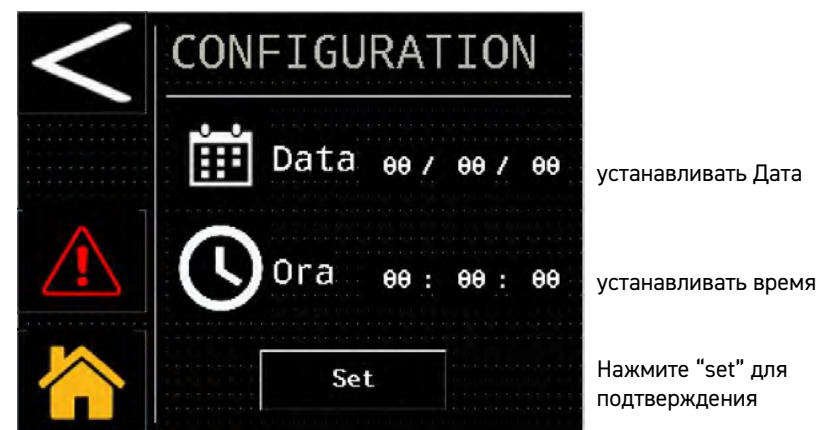 CONFIGURATION
Data 00 / 00 / 00
устанавливать Дата
Ora 00 : 00 : 00
устанавливать время
Set
Нажмите “set” для
подтверждения